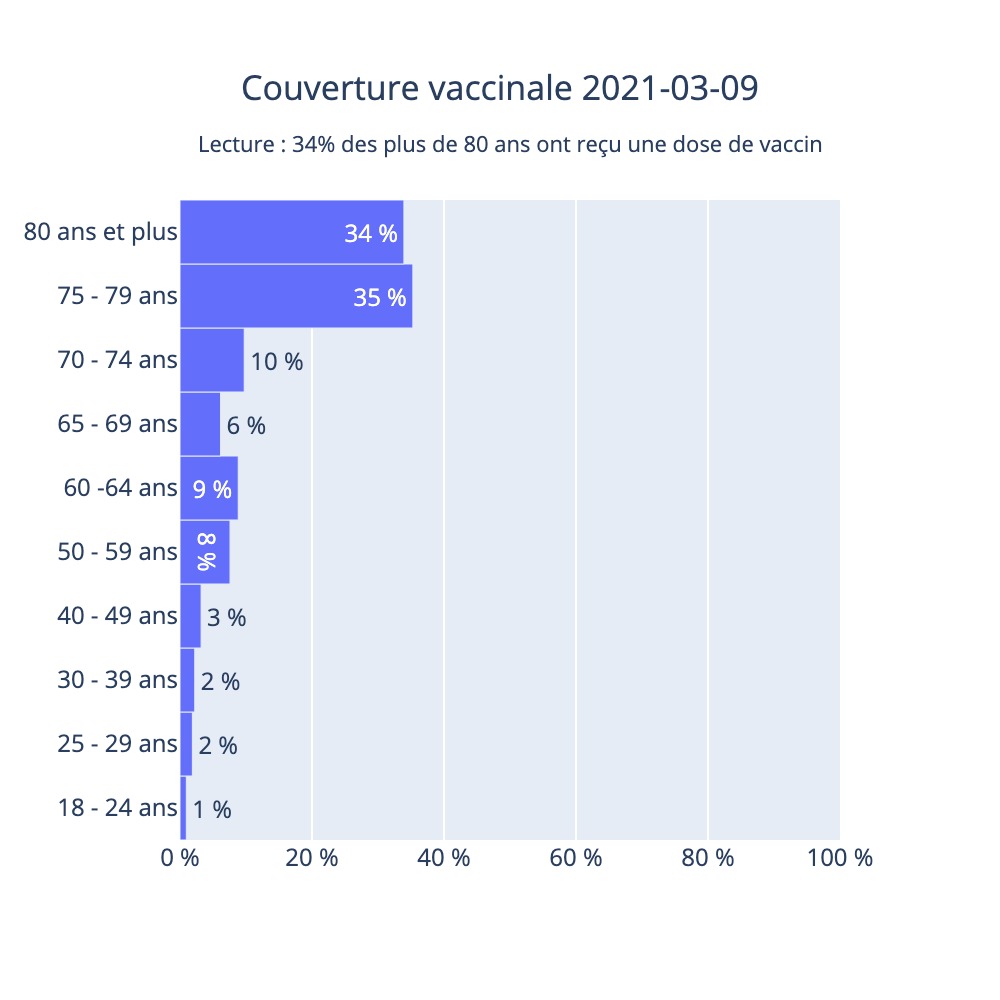 Couverture vaccinale 2021-03-09
Lecture : 34% des plus de 80 ans ont reçu une dose de vaccin
80 ans et plus 34 %
75 - 79 ans 35 %
70 - 74 ans 10 %
65 - 69 ans 6 %
60 -64 ans 9 %
50 - 59 ans 8 %
40 - 49 ans 3 %
30 - 39 ans 2 %
25 - 29 ans 2 %
18 - 24 ans 1 %
0 % 20 % 40 % 60 % 80 % 100 %